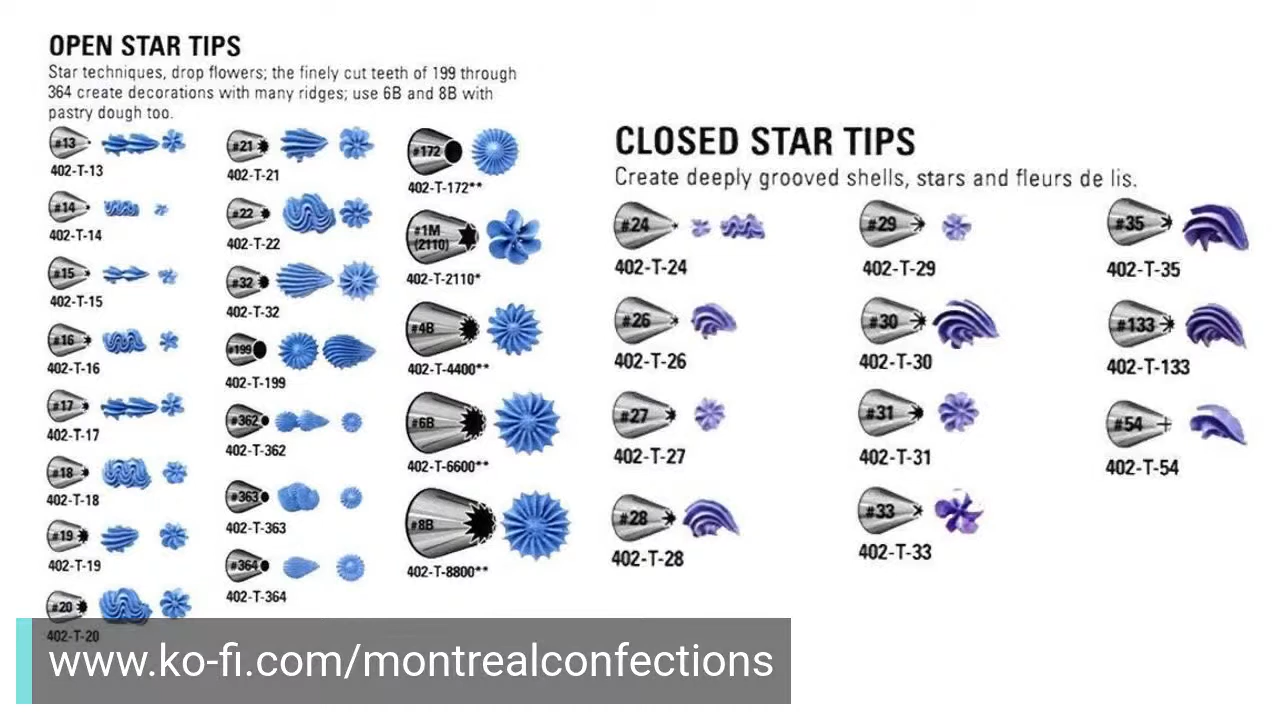 OPEN STAR TIPS
Star techniques, drop flowers; the finely cut teeth of 199 through
364 create decorations with many ridges; use 6B and 8B with
pastry dough too.
#13
402-T-13
#14
402-T-14
#15
402-T-15
#16
402-T-16
#17
402-T-17
#18
402-T-18
#19
402-T-19
#20
402-T-20
#21
402-T-21
#22
402-T-22
#32
402-T-32
#199
402-T-199
#362
402-T-362
#363
402-T-363
#364
402-T-364
#172
402-T-172**
#1M
(2110)
402-T-2110*
#4B
402-T-4400**
#6B
402-T-6600**
#8B
402-T-8800**
CLOSED STAR TIPS
Create deeply grooved shells, stars and fleurs de lis.
#24
402-T-24
#26
402-T-26
#27
402-T-27
#28
402-T-28
#29
402-T-29
#30
402-T-30
#31
402-T-31
#33
402-T-33
#35
402-T-35
#133
402-T-133
#54
402-T-54
www.ko-fi.com/montrealconfections